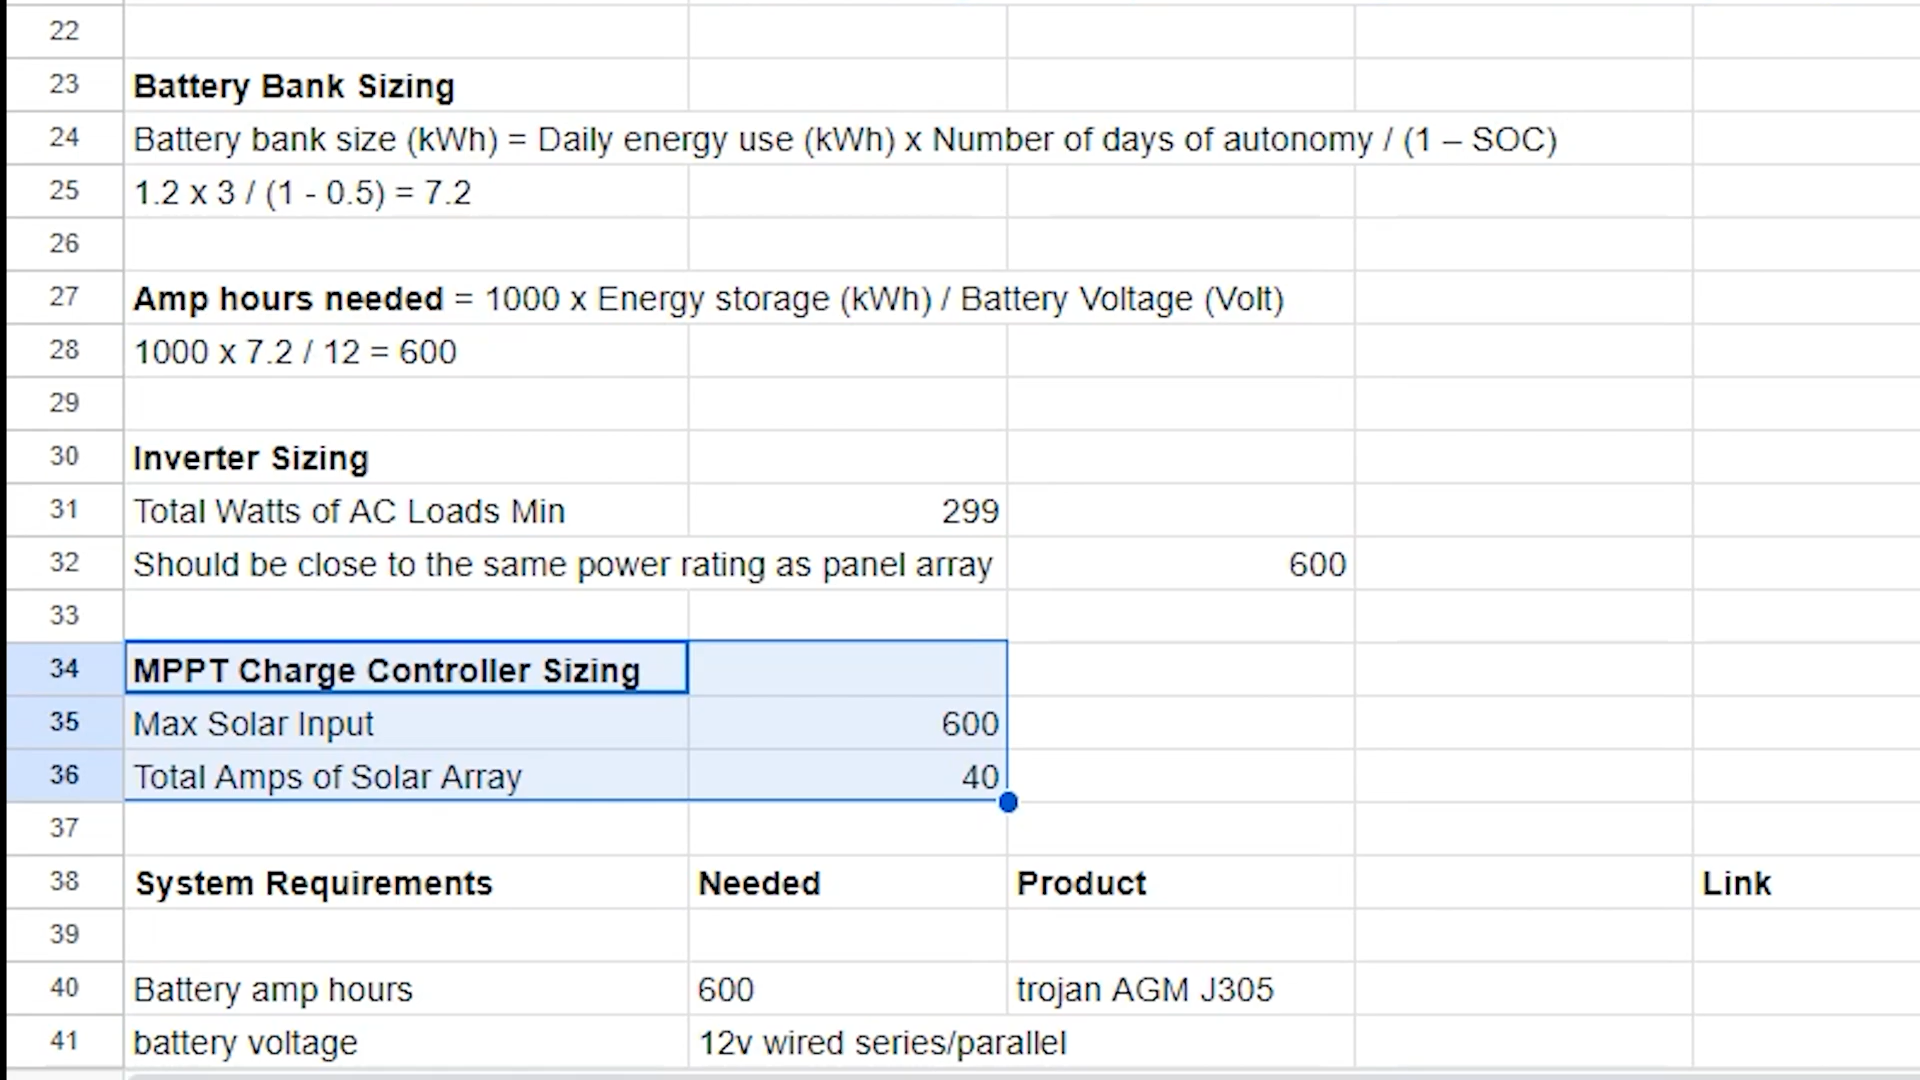 22
23 Battery Bank Sizing
24 Battery bank size (kWh) = Daily energy use (kWh) x Number of days of autonomy / (1 – SOC)
25 1.2 x 3 / (1 - 0.5) = 7.2
26
27 Amp hours needed = 1000 x Energy storage (kWh) / Battery Voltage (Volt)
28 1000 x 7.2 / 12 = 600
29
30 Inverter Sizing
31 Total Watts of AC Loads Min 299
32 Should be close to the same power rating as panel array 600
33
34 MPPT Charge Controller Sizing
35 Max Solar Input 600
36 Total Amps of Solar Array 40
37
38 System Requirements Needed Product Link
39
40 Battery amp hours 600 trojan AGM J305
41 battery voltage 12v wired series/parallel